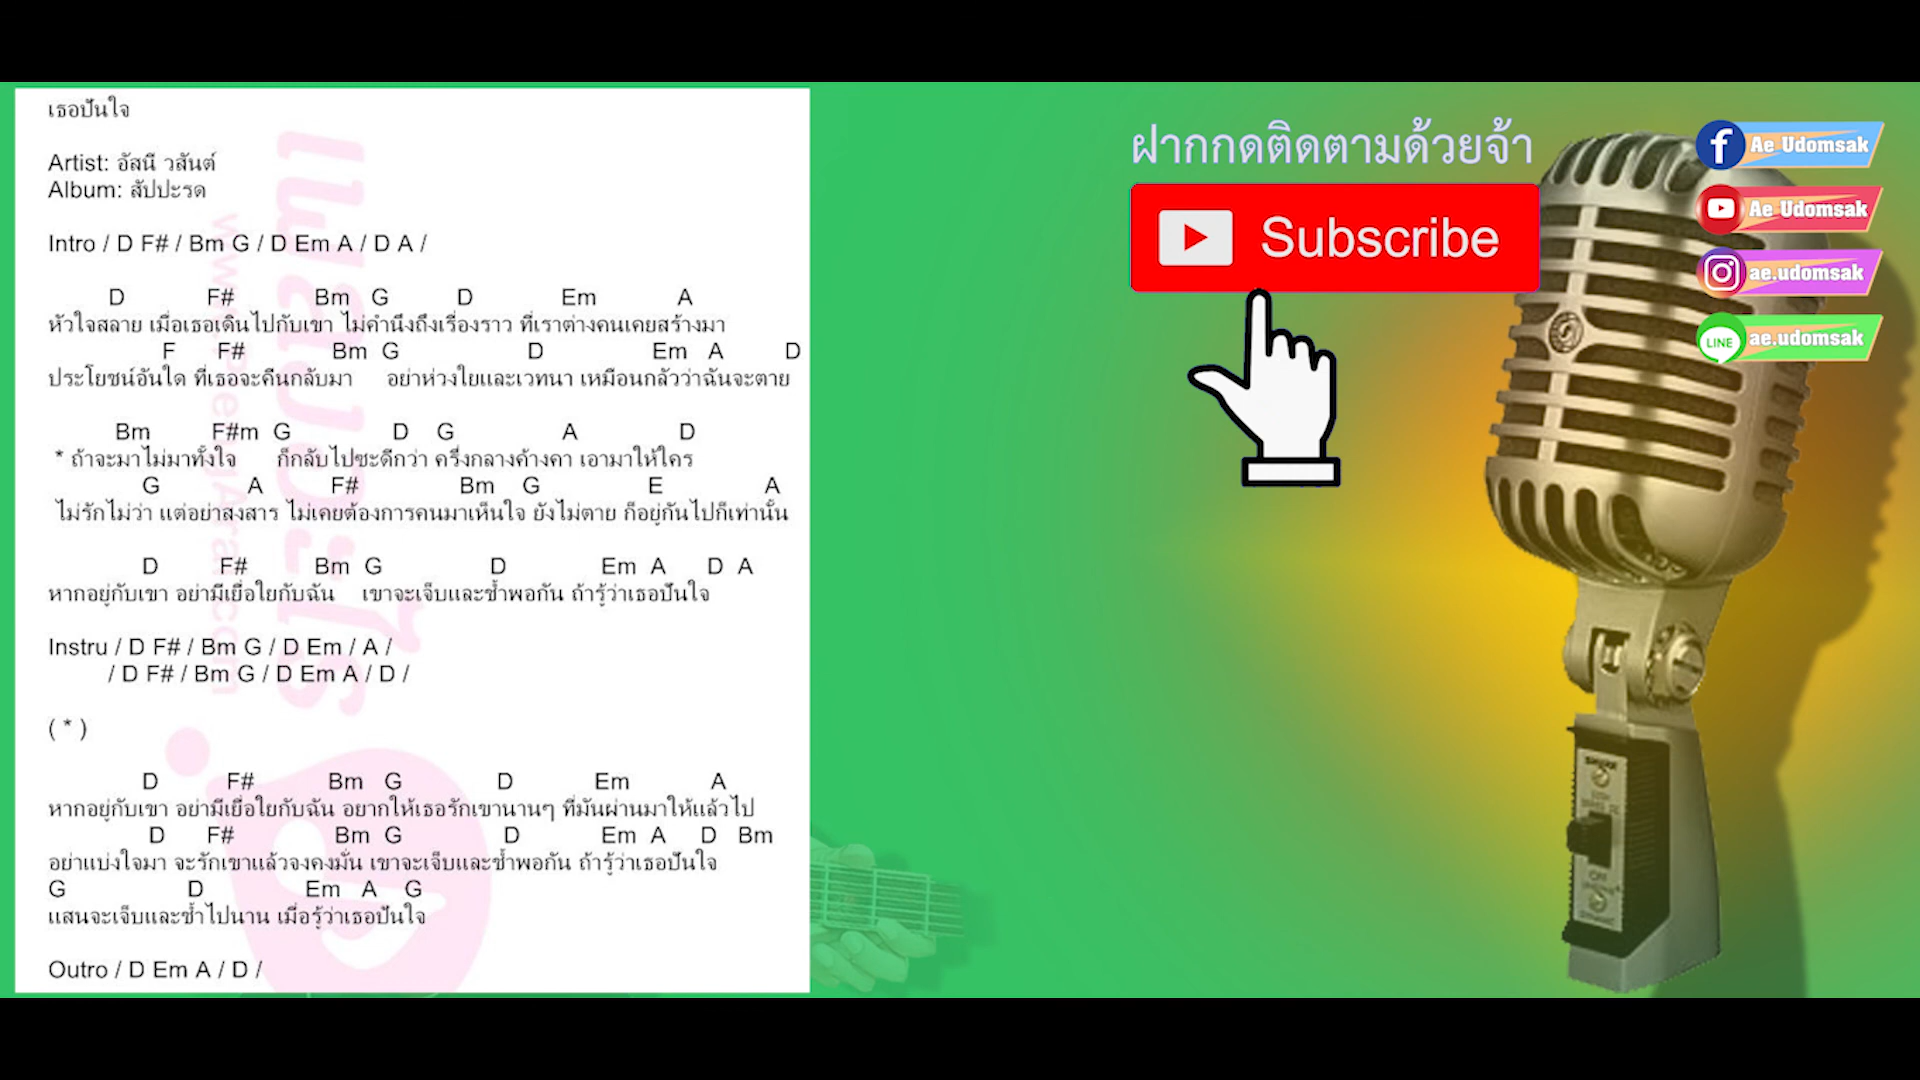 เธอปันใจ
Artist: อัสนี วสันต์
Album: สัปปะรด
Intro / D F# / Bm G / D Em A / D A /
D F# Bm G D Em A
หัวใจสลาย เมื่อเธอเดินไปกับเขา ไม่คำนึงถึงเรื่องราว ที่เราต่างคนเคยสร้างมา
F F# Bm G D Em A D
ประโยชน์อันใด ที่เธอจะคืนกลับมา อย่าห่วงใยและเวทนา เหมือนกลัวว่าฉันจะตาย
Bm F#m G D G A D
* ถ้าจะมาไม่มาทั้งใจ ก็กลับไปซะดีกว่า ครึ่งกลางค้างคา เอามาให้ใคร
G A F# Bm G E A
ไม่รักไม่ว่า แต่อย่าสงสาร ไม่เคยต้องการคนมาเห็นใจ ยังไม่ตาย ก็อยู่กันไปก็เท่านั้น
D F# Bm G D Em A D A
หากอยู่กับเขา อย่ามีเยื่อใยกับฉัน เขาจะเจ็บและช้ำพอกัน ถ้ารู้ว่าเธอปันใจ
Instru / D F# / Bm G / D Em / A /
/ D F# / Bm G / D Em A / D /
( * )
D F# Bm G D Em A
หากอยู่กับเขา อย่ามีเยื่อใยกับฉัน อยากให้เธอรักเขานานๆ ที่มันผ่านมาให้แล้วไป
D F# Bm G D Em A D Bm
อย่าแบ่งใจมา จะรักเขาแล้วจงคงมั่น เขาจะเจ็บและช้ำพอกัน ถ้ารู้ว่าเธอปันใจ
G D Em A G
แสนจะเจ็บและช้ำไปนาน เมื่อรู้ว่าเธอปันใจ
Outro / D Em A / D /
ฝากกดติดตามด้วยจ้า
Subscribe
Ae Udomsak
Ae Udomsak
ae.udomsak
LINE ae.udomsak